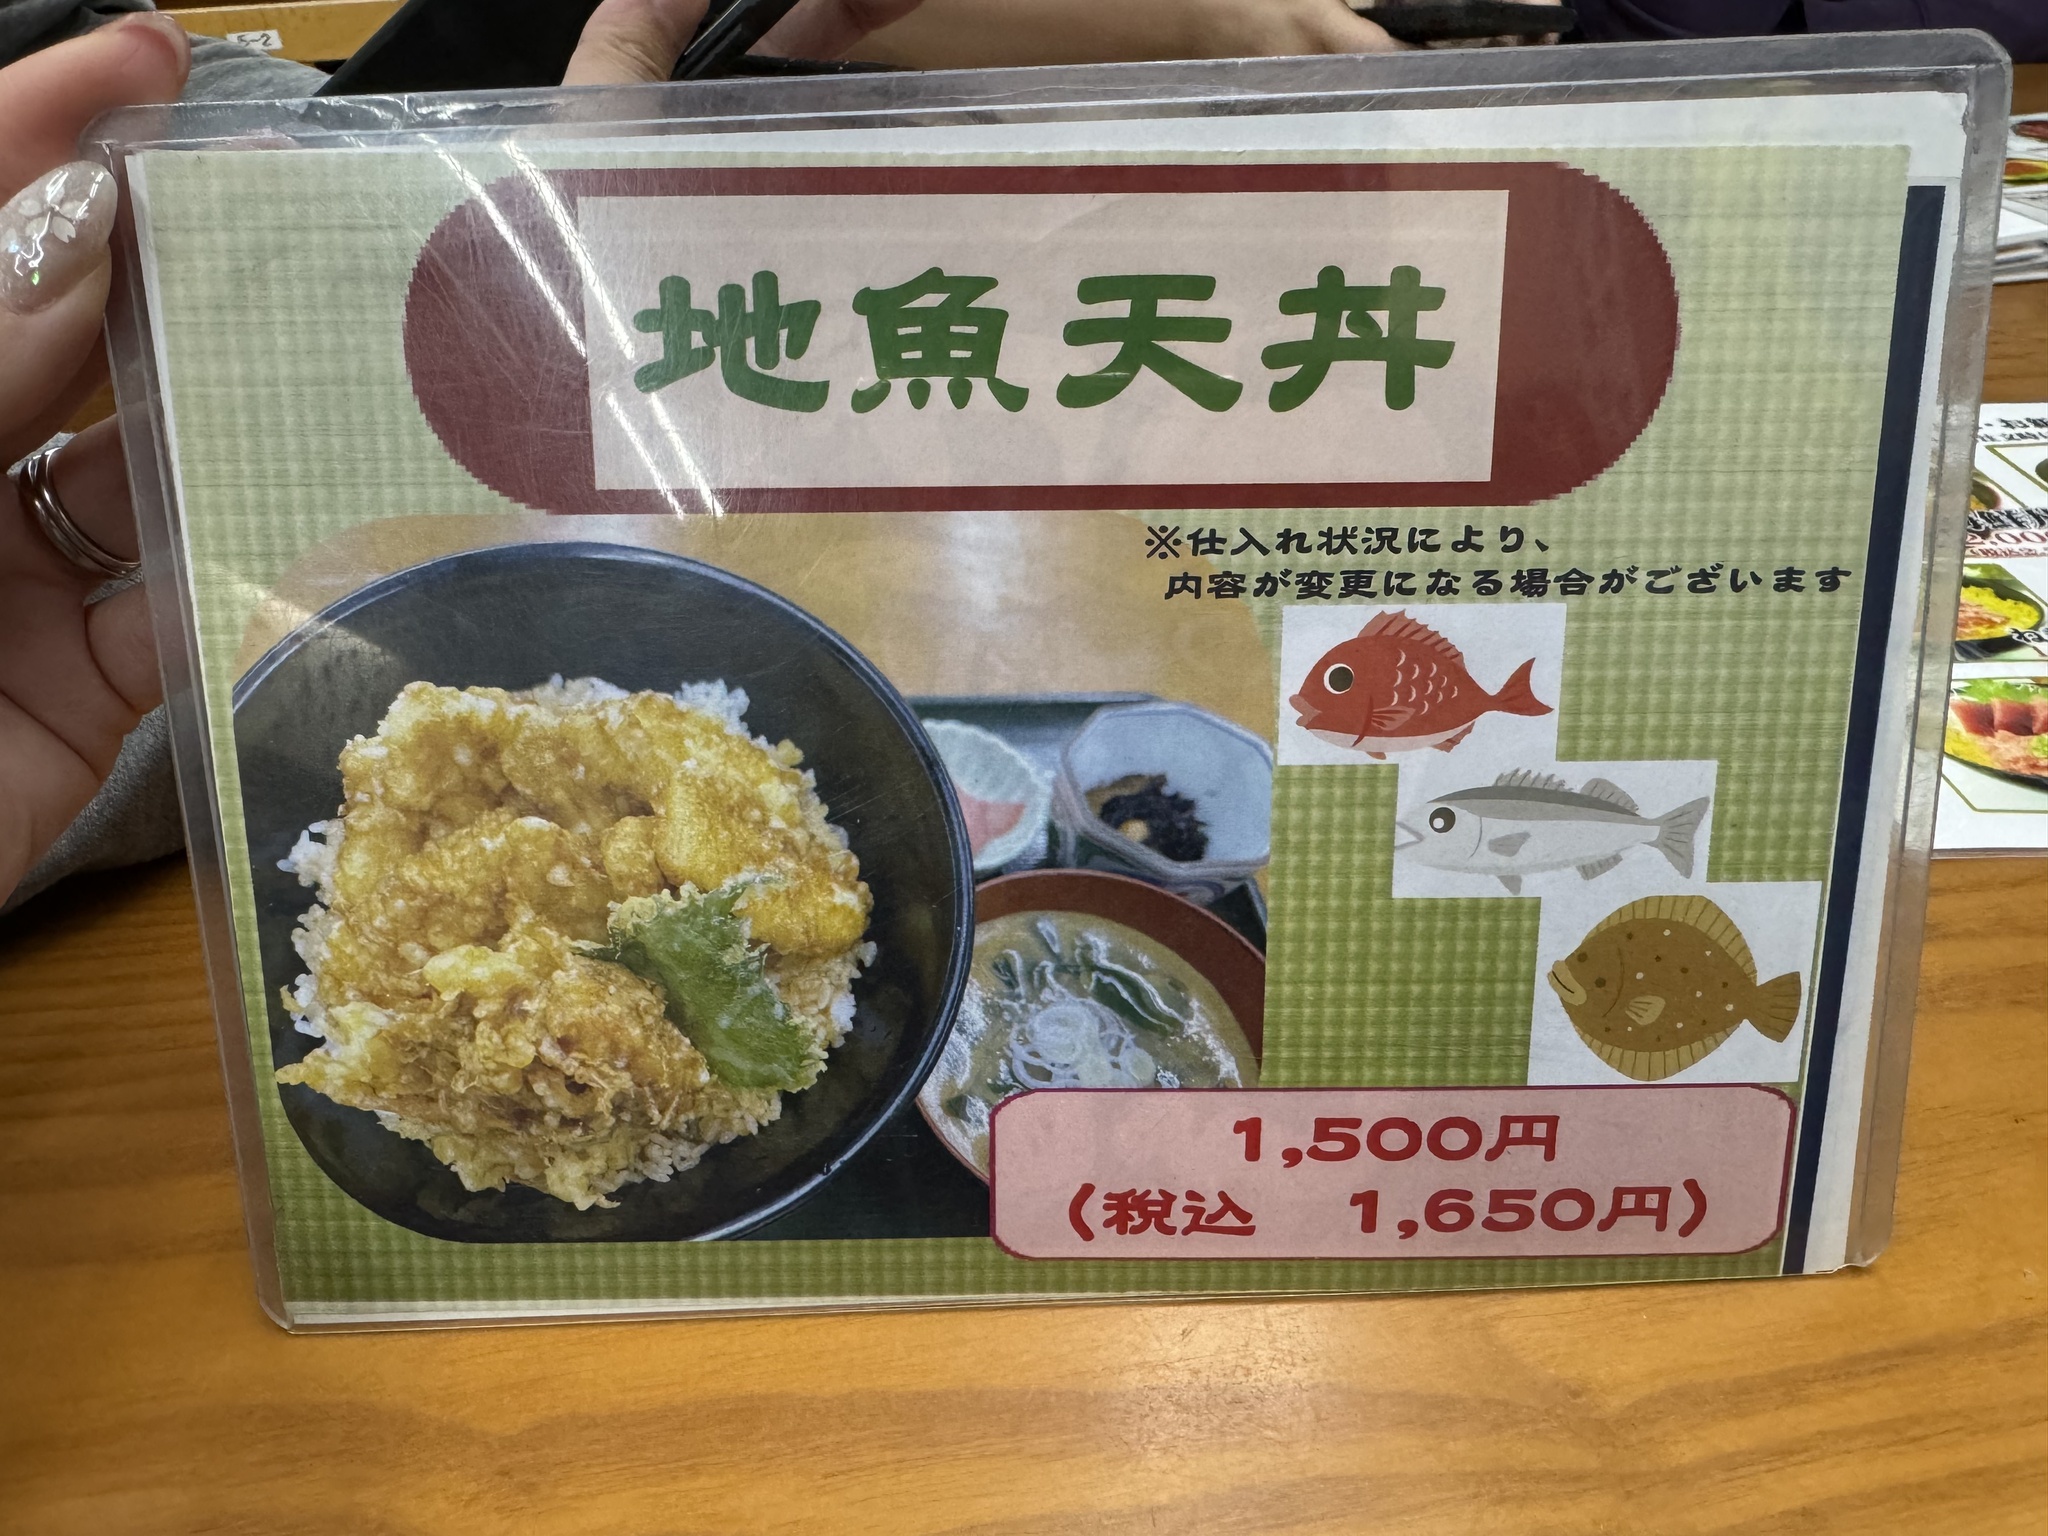 地魚天丼
※仕入れ状況により、
内容が変更になる場合がございます
1,500円
(税込 1,650円)
5-2